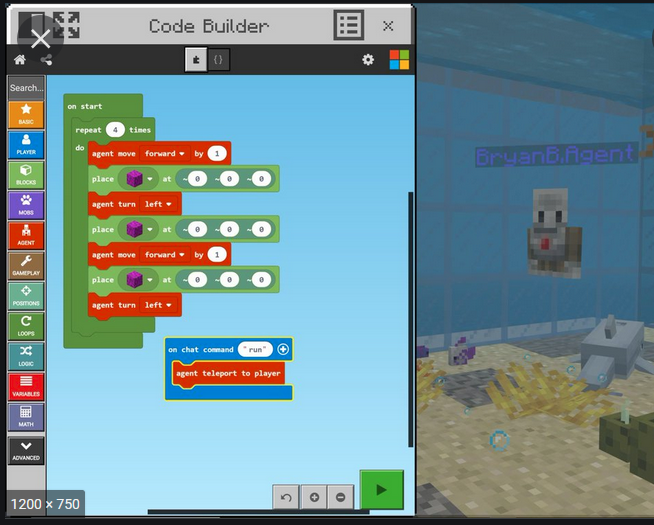 Code Builder
{}
Search...
on start
BASIC
repeat 4 times
do
PLAYER
agent move forward by 1
BLOCKS
place at ~0 ~0 ~0
MOBS
agent turn left
AGENT
place at ~0 ~0 ~0
GAMEPLAY
agent move forward by 1
POSITIONS
place at ~0 ~0 ~0
LOOPS
agent turn left
LOGIC
on chat command "run"
VARIABLES
agent teleport to player
MATH
ADVANCED
1200 × 750
BryanB.Agent